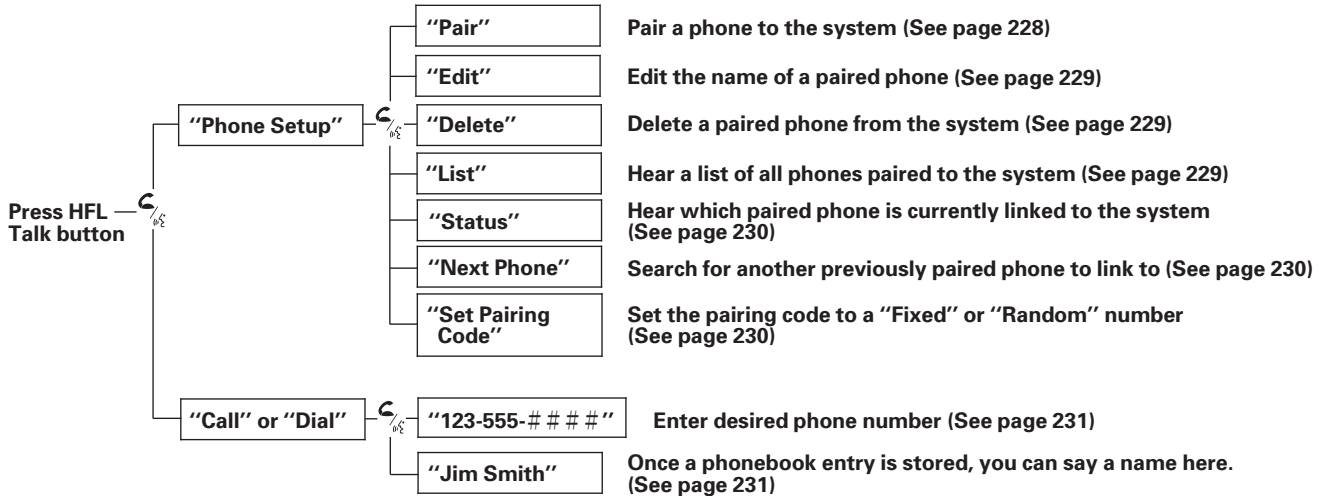 "Pair"
Pair a phone to the system (See page 228)
"Edit"
Edit the name of a paired phone (See page 229)
"Phone Setup"
"Delete"
Delete a paired phone from the system (See page 229)
"List"
Hear a list of all phones paired to the system (See page 229)
Press HFL
Talk button
"Status"
Hear which paired phone is currently linked to the system
(See page 230)
"Next Phone"
Search for another previously paired phone to link to (See page 230)
"Set Pairing
Code"
Set the pairing code to a "Fixed" or "Random" number
(See page 230)
"Call" or "Dial"
"123-555-####"
Enter desired phone number (See page 231)
"Jim Smith"
Once a phonebook entry is stored, you can say a name here.
(See page 231)